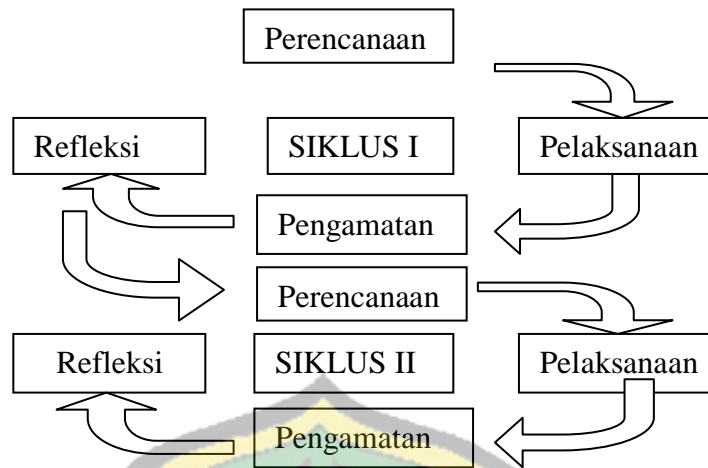 Perencanaan
Refleksi
SIKLUS I
Pelaksanaan
Pengamatan
Perencanaan
Refleksi
SIKLUS II
Pelaksanaan
Pengamatan